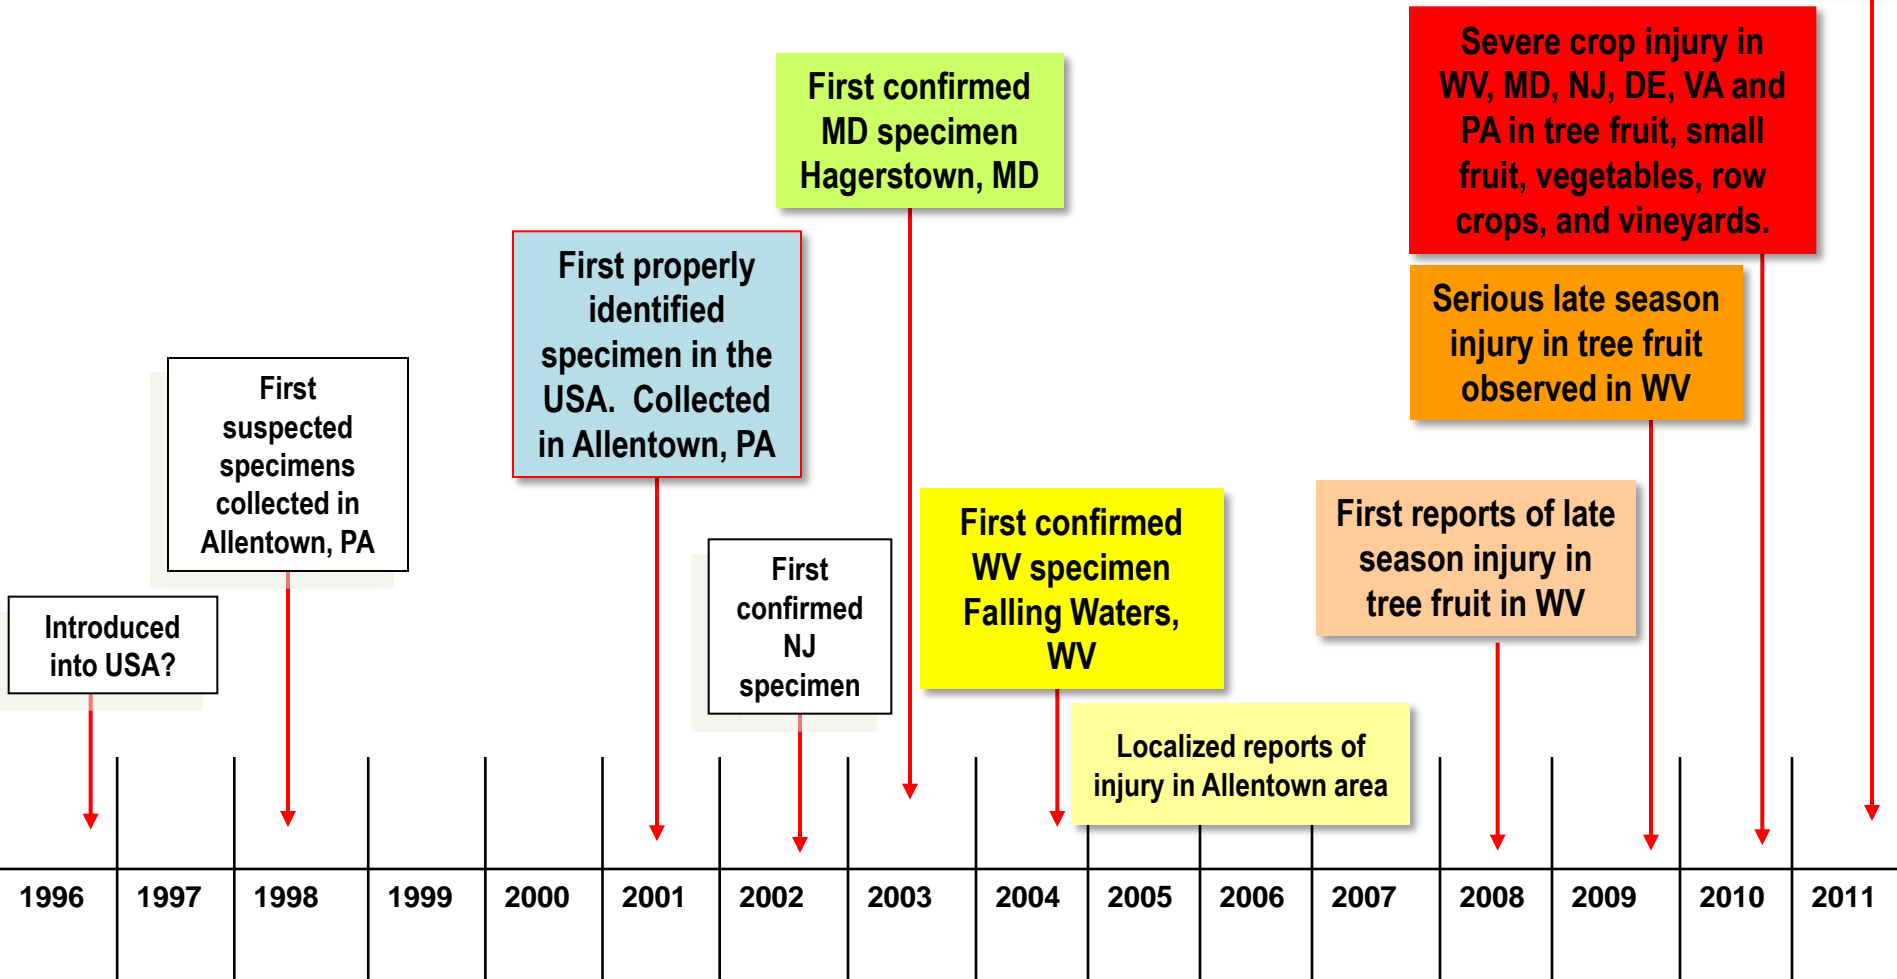 Introduced
into USA?
First
suspected
specimens
collected in
Allentown, PA
First properly
identified
specimen in the
USA. Collected
in Allentown, PA
First
confirmed
NJ
specimen
First confirmed
MD specimen
Hagerstown, MD
First confirmed
WV specimen
Falling Waters,
WV
Localized reports of
injury in Allentown area
First reports of late
season injury in
tree fruit in WV
Serious late season
injury in tree fruit
observed in WV
Severe crop injury in
WV, MD, NJ, DE, VA and
PA in tree fruit, small
fruit, vegetables, row
crops, and vineyards.
1996 1997 1998 1999 2000 2001 2002 2003 2004 2005 2006 2007 2008 2009 2010 2011